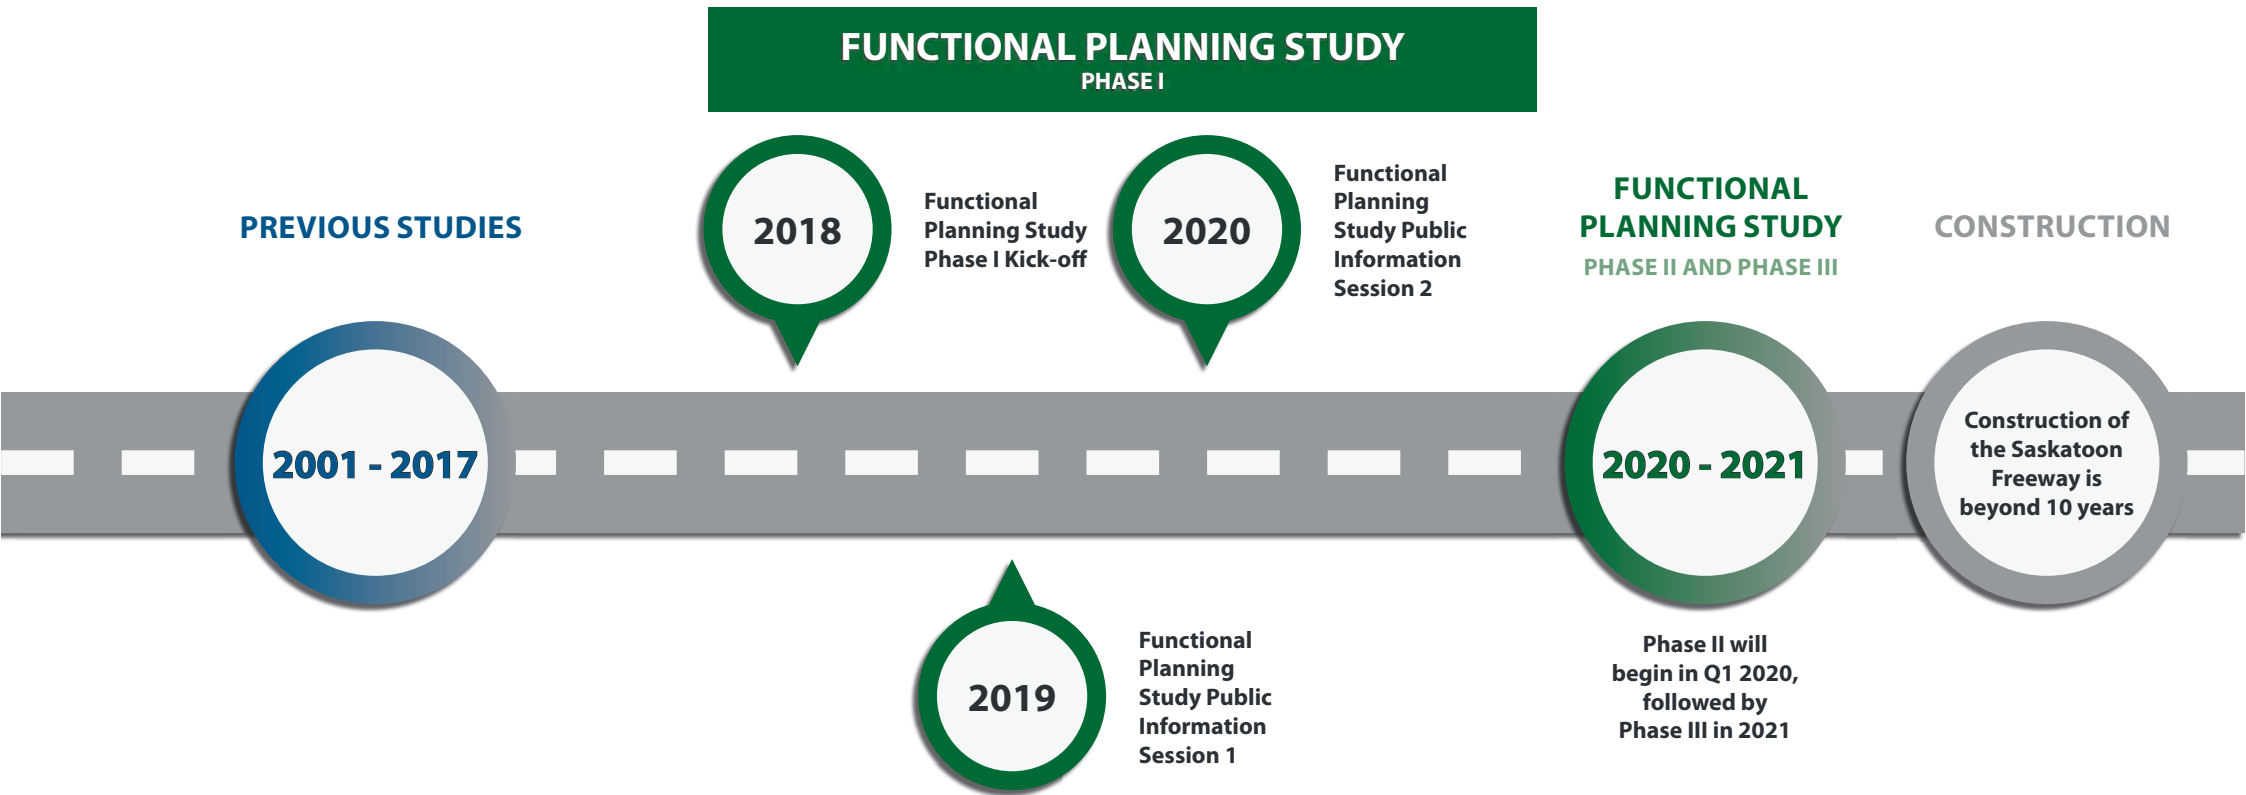 FUNCTIONAL PLANNING STUDY
PHASE I
PREVIOUS STUDIES
2001 - 2017
2018
Functional
Planning Study
Phase I Kick-off
2019
Functional
Planning
Study Public
Information
Session 1
2020
Functional
Planning
Study Public
Information
Session 2
FUNCTIONAL
PLANNING STUDY
PHASE II AND PHASE III
2020 - 2021
Phase II will
begin in Q1 2020,
followed by
Phase III in 2021
CONSTRUCTION
Construction of
the Saskatoon
Freeway is
beyond 10 years